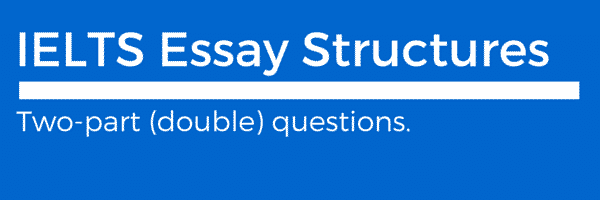 IELTS Essay Structures
Two-part (double) questions.